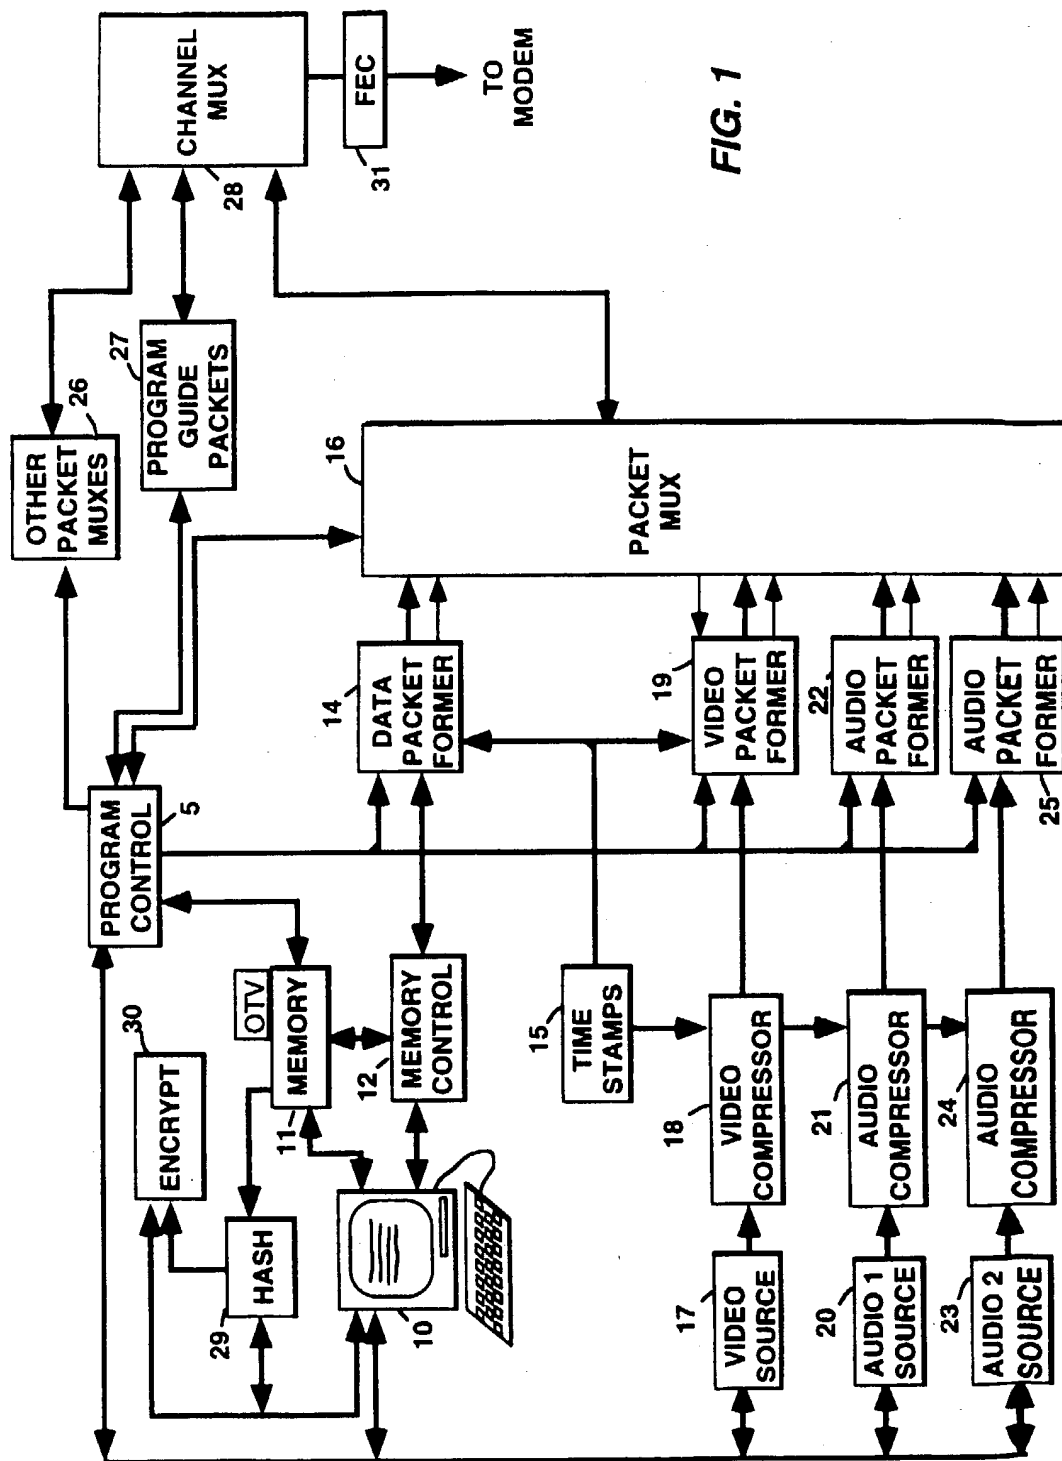 FIG. 1
PROGRAM
CONTROL
5
OTHER
PACKET
MUXES
26
PROGRAM
GUIDE
PACKETS
27
CHANNEL
MUX
28
FEC
31
TO
MODEM
ENCRYPT
30
HASH
29
OTV
MEMORY
11
MEMORY
CONTROL
12
10
DATA
PACKET
FORMER
14
TIME
STAMPS
15
PACKET
MUX
16
VIDEO
SOURCE
17
VIDEO
COMPRESSOR
18
VIDEO
PACKET
FORMER
19
AUDIO 1
SOURCE
20
AUDIO
COMPRESSOR
21
AUDIO
PACKET
FORMER
22
AUDIO 2
SOURCE
23
AUDIO
COMPRESSOR
24
AUDIO
PACKET
FORMER
25